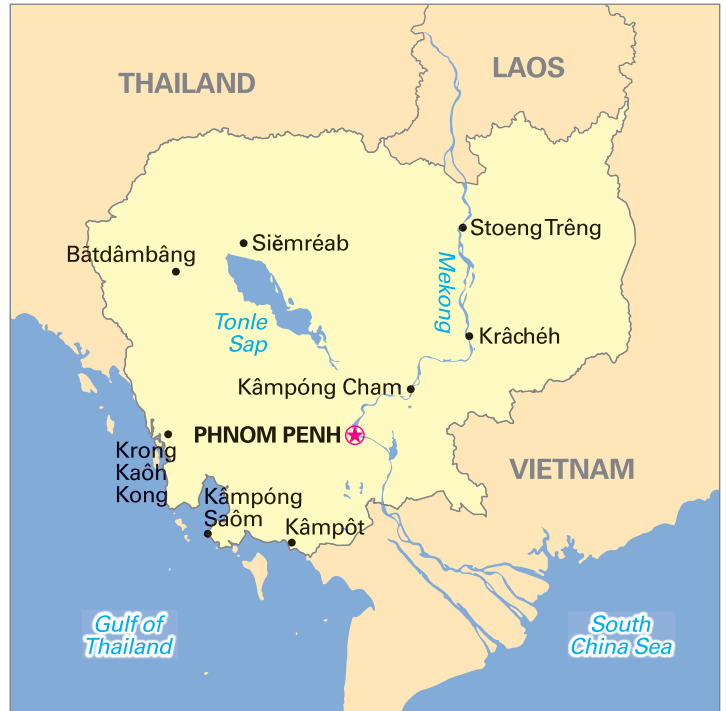 LAOS
THAILAND
Stoeng Trêng
Siĕmréab
Bătdâmbâng
Mekong
Tonle
Sap
Krâchéh
Kâmpóng Cham
PHNOM PENH
Krong
Kaôh
Kong
VIETNAM
Kâmpóng
Saôm
Kâmpôt
Gulf of
Thailand
South
China Sea